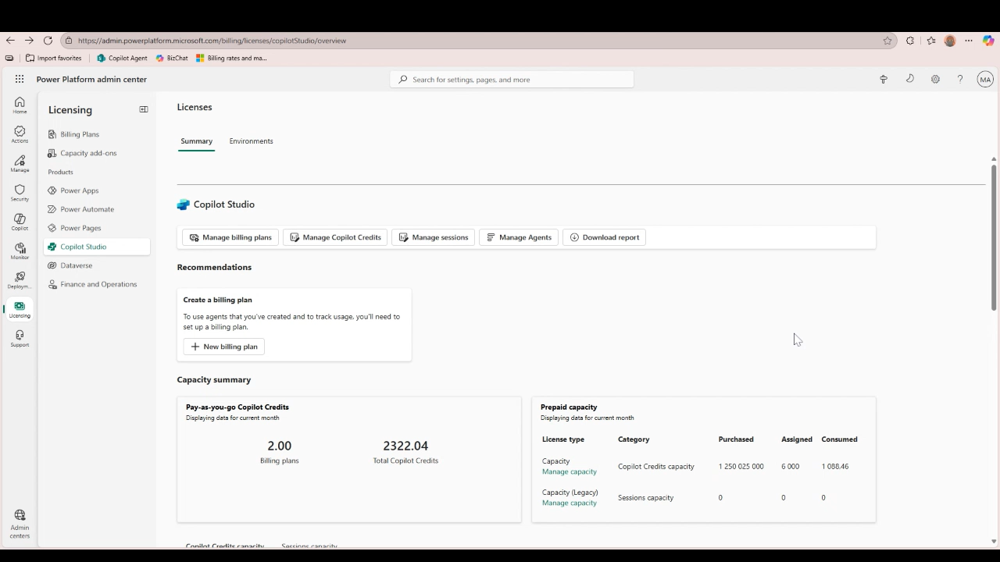 https://admin.powerplatform.microsoft.com/billing/licenses/copilotStudio/overview
Import favorites
Copilot Agent
BizChat
Billing rates and ma...
Power Platform admin center
Search for settings, pages, and more
MA
Home
Actions
Manage
Security
Copilot
Monitor
Deploym...
Licensing
Support
Admin
centers
Licensing
Billing Plans
Capacity add-ons
Products
Power Apps
Power Automate
Power Pages
Copilot Studio
Dataverse
Finance and Operations
Licenses
Summary Environments
Copilot Studio
Manage billing plans Manage Copilot Credits Manage sessions Manage Agents Download report
Recommendations
Create a billing plan
To use agents that you've created and to track usage, you'll need to
set up a billing plan.
New billing plan
Capacity summary
Pay-as-you-go Copilot Credits
Displaying data for current month
2.00 2322.04
Billing plans Total Copilot Credits
Prepaid capacity
Displaying data for current month
License type Category Purchased Assigned Consumed
Capacity
Manage capacity
Copilot Credits capacity 1 250 025 000 6 000 1 088.46
Capacity (Legacy)
Manage capacity
Sessions capacity 0 0 0
Copilot Credits capacity Sessions capacity